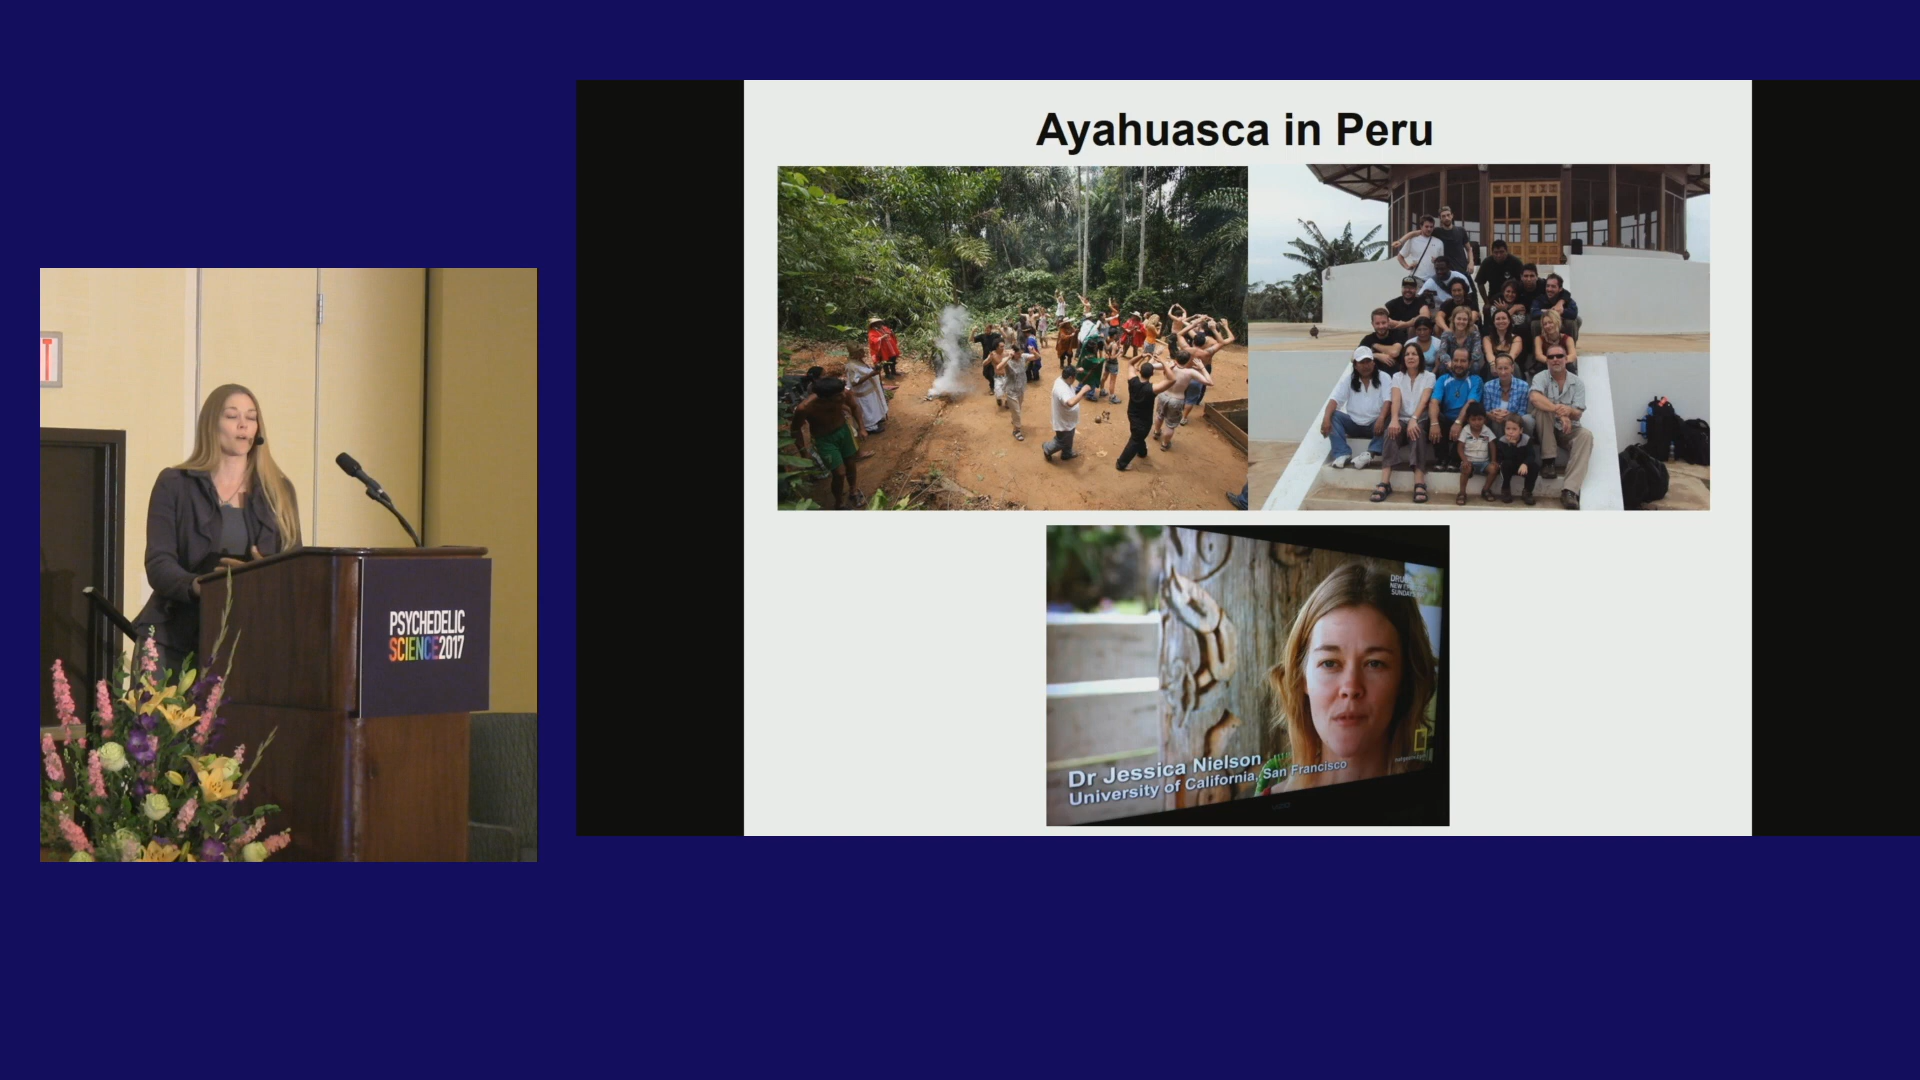 Ayahuasca in Peru
T
PSYCHEDELIC
SCIENCE2017
Dr Jessica Nielson
University of California, San Francisco